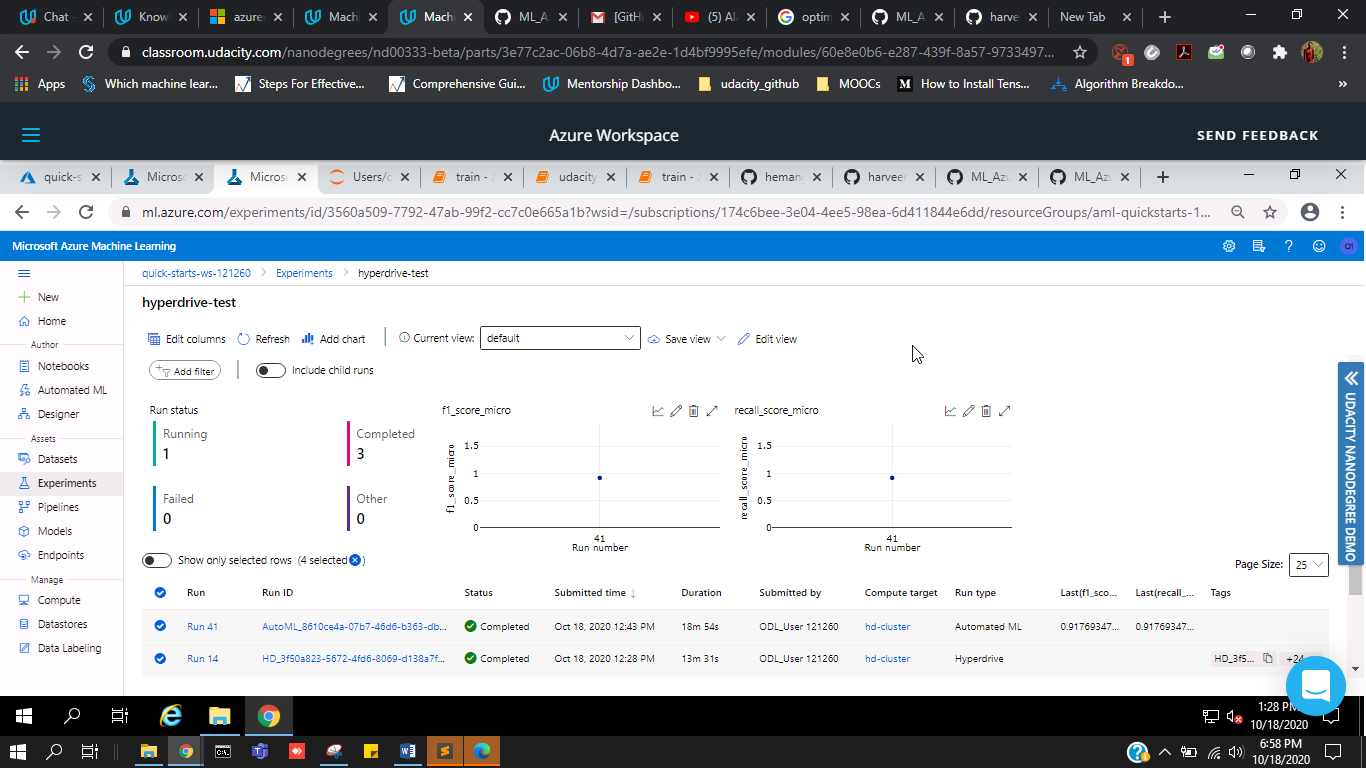 Chat -
Know
azure
Machi
Machi
ML_A
[GitH
(5) Ala
optim
ML_A
harve
New Tab
classroom.udacity.com/nanodegrees/nd00333-beta/parts/3e77c2ac-06b8-4d7a-ae2e-1d4bf9995efe/modules/60e8e0b6-e287-439f-8a57-9733497...
1
Apps
Which machine lear...
Steps For Effective...
Comprehensive Gui...
Mentorship Dashbo...
udacity_github
MOOCs
How to Install Tens...
Algorithm Breakdo...
Azure Workspace
SEND FEEDBACK
quick-s
Micros
Micros
Users/c
train - J
udacity
train - J
heman
harveer
ML_Az
ML_Az
ml.azure.com/experiments/id/3560a509-7792-47ab-99f2-cc7c0e665a1b?wsid=/subscriptions/174c6bee-3e04-4ee5-98ea-6d411844e6dd/resourceGroups/aml-quickstarts-1...
Microsoft Azure Machine Learning
quick-starts-ws-121260 > Experiments > hyperdrive-test
New
Home
Author
Notebooks
Automated ML
Designer
Assets
Datasets
Experiments
Pipelines
Models
Endpoints
Manage
Compute
Datastores
Data Labeling
hyperdrive-test
Edit columns
Refresh
Add chart
Current view:
default
Save view
Edit view
Add filter
Include child runs
Run status
Running
1
Completed
3
Failed
0
Other
0
f1_score_micro
f1_score_micro
1.5
1
0.5
0
41
Run number
recall_score_micro
recall_score_micro
1.5
1
0.5
0
41
Run number
UDACITY NANODEGREE DEMO
Show only selected rows (4 selected )
Page Size: 25
Run Run ID Status Submitted time ↓ Duration Submitted by Compute target Run type Last(f1_sco... Last(recall_... Tags
Run 41 AutoML_8610ce4a-07b7-46d6-b363-db... Completed Oct 18, 2020 12:43 PM 18m 54s ODL_User 121260 hd-cluster Automated ML 0.91769347... 0.91769347...
Run 14 HD_3f50a823-5672-4fd6-8069-d138a7f... Completed Oct 18, 2020 12:28 PM 13m 31s ODL_User 121260 hd-cluster Hyperdrive HD_3f5... +24
1:28 PM
10/18/2020
6:58 PM
10/18/2020